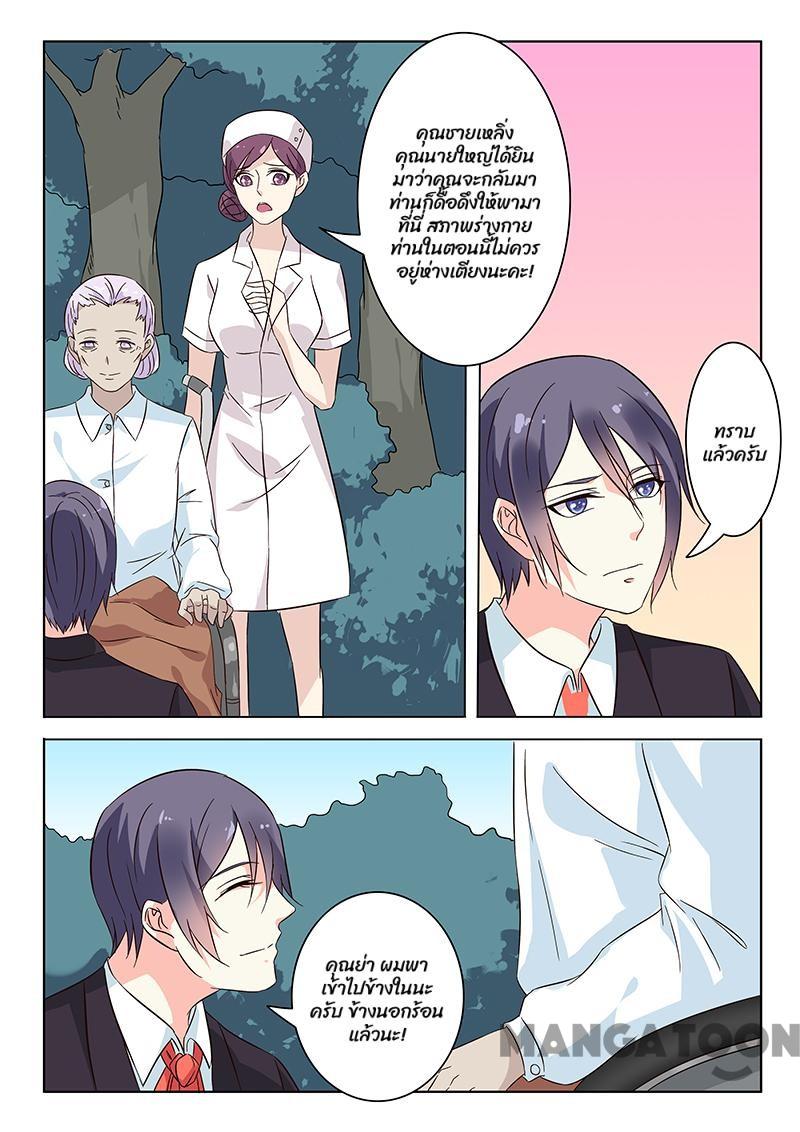 คุณชายเหลิ่ง
คุณนายใหญ่ได้ยิน
มาว่าคุณจะกลับมา
ท่านก็ดื้อดึงให้พามา
ที่นี่ สภาพร่างกาย
ท่านในตอนนี้ไม่ควร
อยู่ห่างเตียงนะคะ!
ทราบ
แล้วครับ
คุณย่า ผมพา
เข้าไปข้างในนะ
ครับ ข้างนอกร้อน
แล้วนะ!
MANGATOON